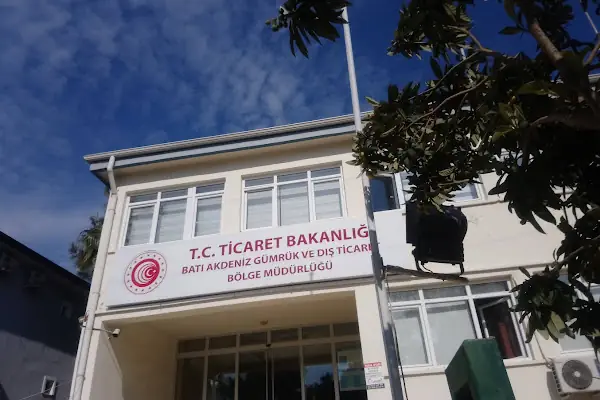 T.C. TİCARET BAKANLIĞ
BATI AKDENİZ GÜMRÜK VE DIŞ TİCARE
BÖLGE MÜDÜRLÜĞÜ